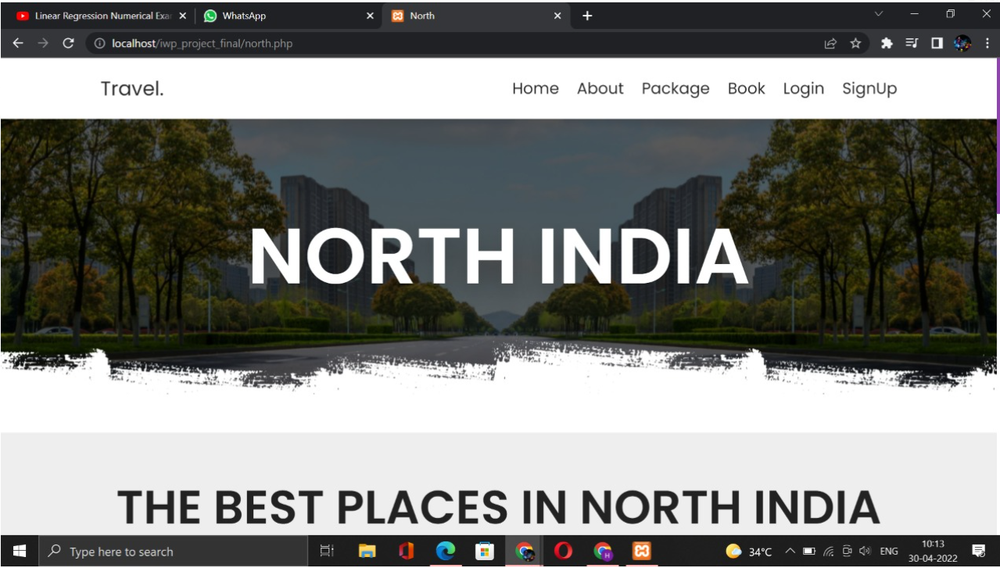 Linear Regression Numerical Exar
WhatsApp
North
localhost/iwp_project_final/north.php
Travel.
Home About Package Book Login SignUp
NORTH INDIA
THE BEST PLACES IN NORTH INDIA
Type here to search
34°C
ENG
10:13
30-04-2022